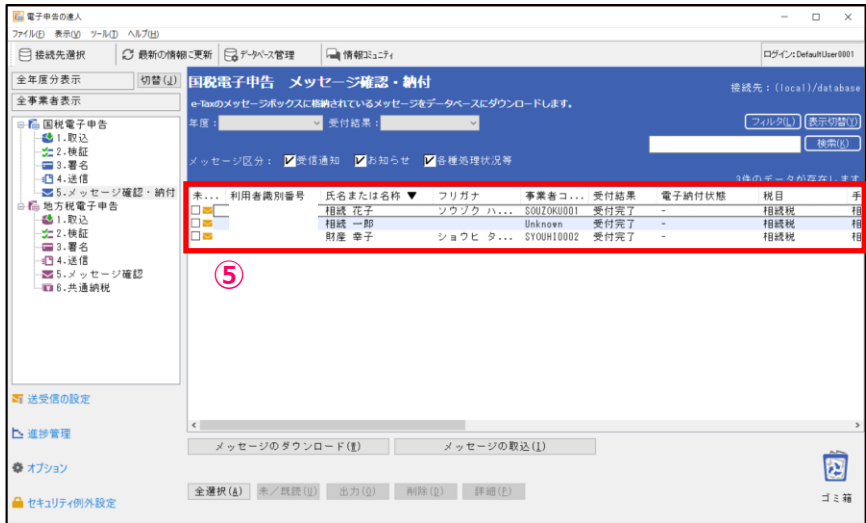 電子申告の達人
ファイル(F) 表示(V) ツール(T) ヘルプ(H)
接続先選択 最新の情報に更新 データベース管理 情報コミュニティ ログイン:DefaultUser0001
全年度分表示 切替(J)
全事業者表示
国税電子申告
1.取込
2.検証
3.署名
4.送信
5.メッセージ確認・納付
地方税電子申告
1.取込
2.検証
3.署名
4.送信
5.メッセージ確認
6.共通納税
送受信の設定
進捗管理
オプション
セキュリティ例外設定
国税電子申告 メッセージ確認・納付
接続先：(local)/database
e-Taxのメッセージボックスに格納されているメッセージをデータベースにダウンロードします。
年度： 受付結果： フィルタ(L) 表示切替(Y)
検索(K)
メッセージ区分： 受信通知 お知らせ 各種処理状況等
3件のデータが存在します
未... 利用者識別番号 氏名または名称 ▼ フリガナ 事業者コ... 受付結果 電子納付状態 税目 手
相続 花子 ソウゾク ハ... SOUZOKU001 受付完了 - 相続税 相
相続 一郎 Unknown 受付完了 - 相続税 相
財産 幸子 ショウヒ タ... SYOUHI0002 受付完了 - 相続税 相
⑤
メッセージのダウンロード(M) メッセージの取込(I)
全選択(A) 未/既読(U) 出力(O) 削除(D) 詳細(P)
ゴミ箱